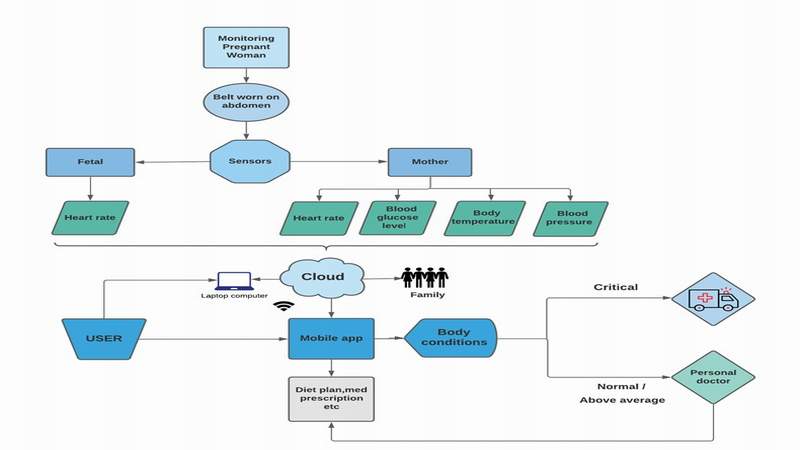 Monitoring
Pregnant
Woman
Belt worn on
abdomen
Fetal
Sensors
Mother
Heart rate
Heart rate
Blood
glucose
level
Body
temperature
Blood
pressure
Cloud
Laptop computer
Family
Critical
USER
Mobile app
Body
conditions
Personal
doctor
Normal /
Above average
Diet plan,med
prescription
etc